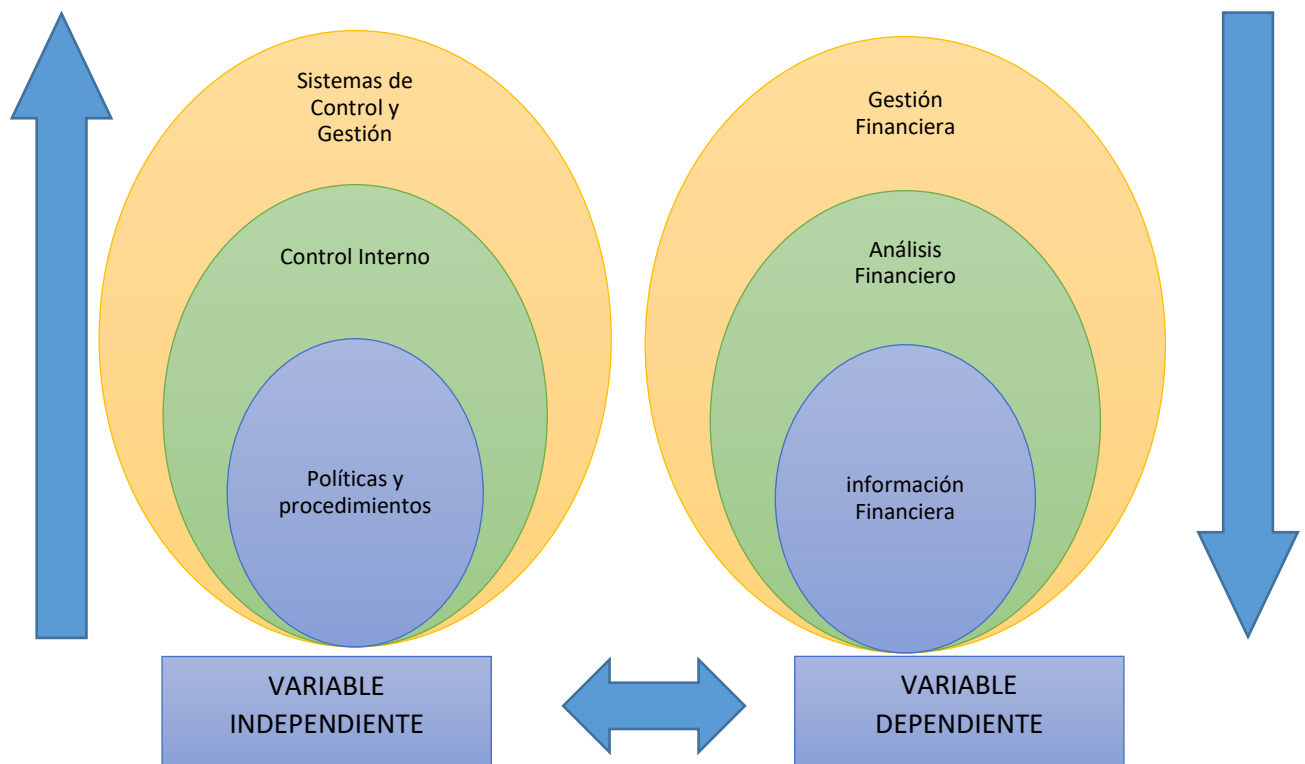 Sistemas de
Control y
Gestión
Control Interno
Políticas y
procedimientos
VARIABLE
INDEPENDIENTE
Gestión
Financiera
Análisis
Financiero
información
Financiera
VARIABLE
DEPENDIENTE